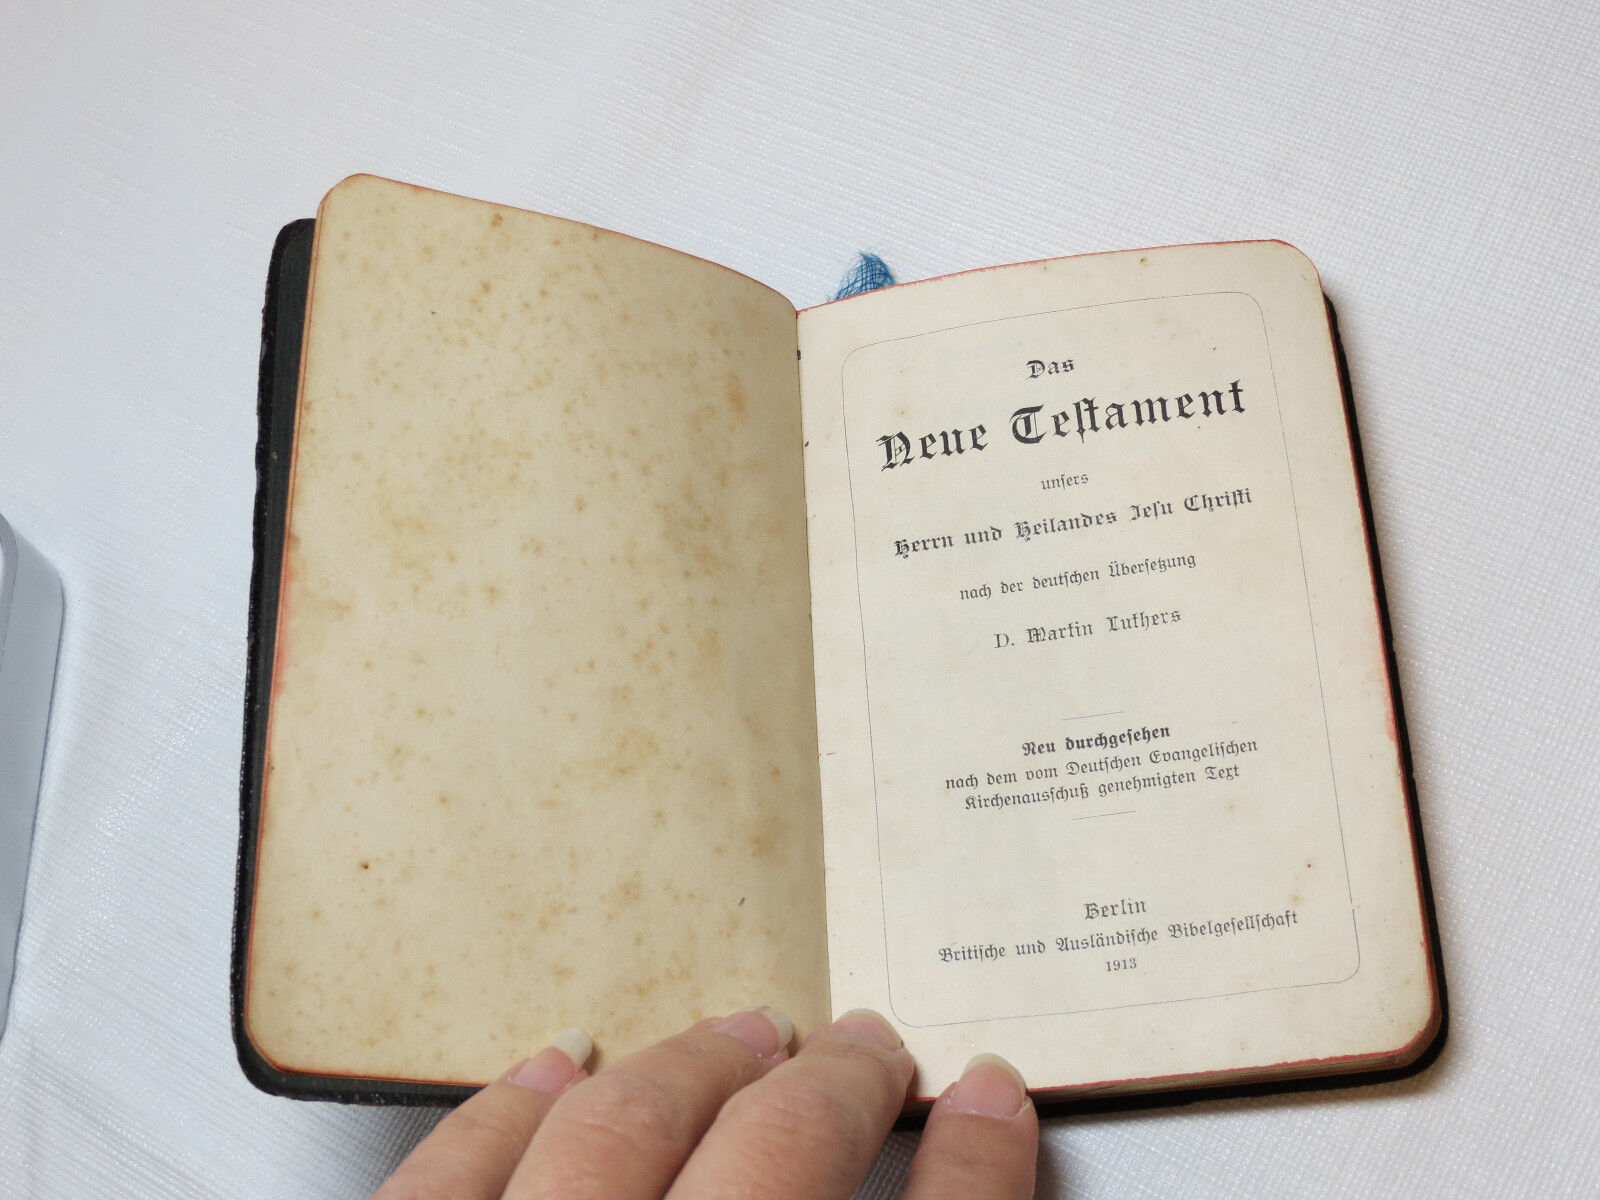 Das
Neue Teſtament
unſers
Herrn und Heilandes Jeſu Chriſti
nach der deutſchen Überſetzung
D. Martin Luthers
Neu durchgeſehen
nach dem vom Deutſchen Evangeliſchen
Kirchenausſchuß genehmigten Text
Berlin
Britiſche und Ausländiſche Bibelgeſellſchaft
1913